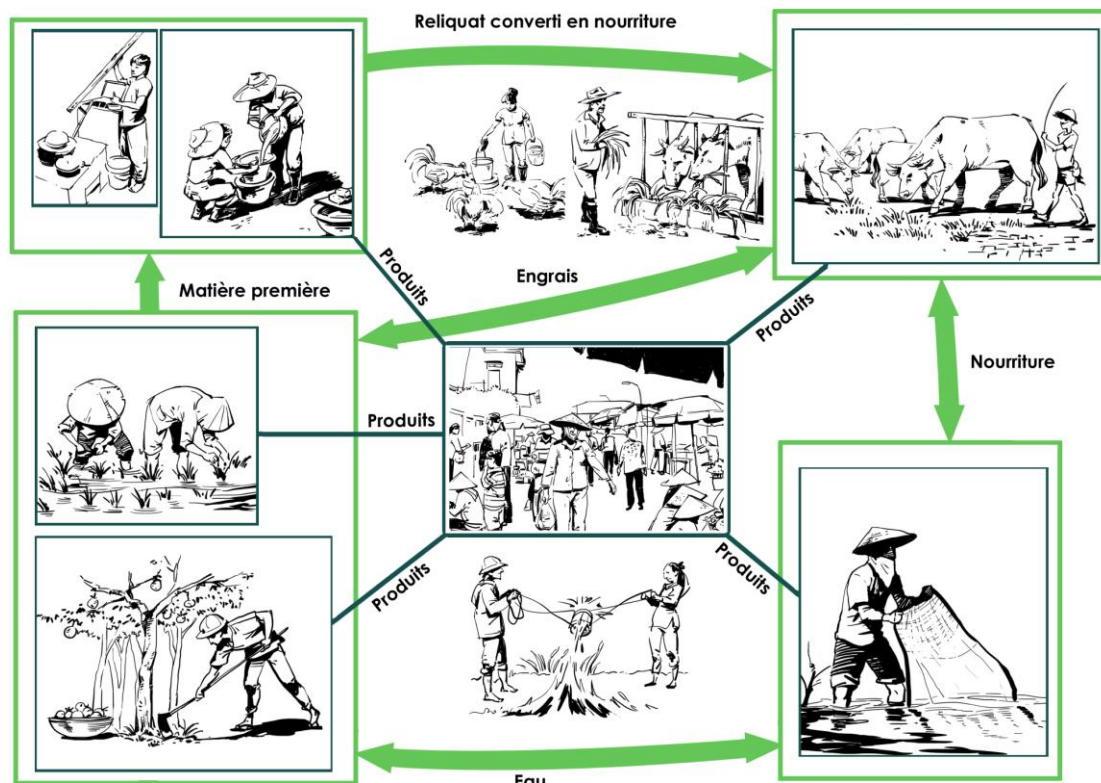 Reliquat converti en nourriture
Produits
Engrais
Matière première
Produits
Nourriture
Produits
Produits
Produits
Eau